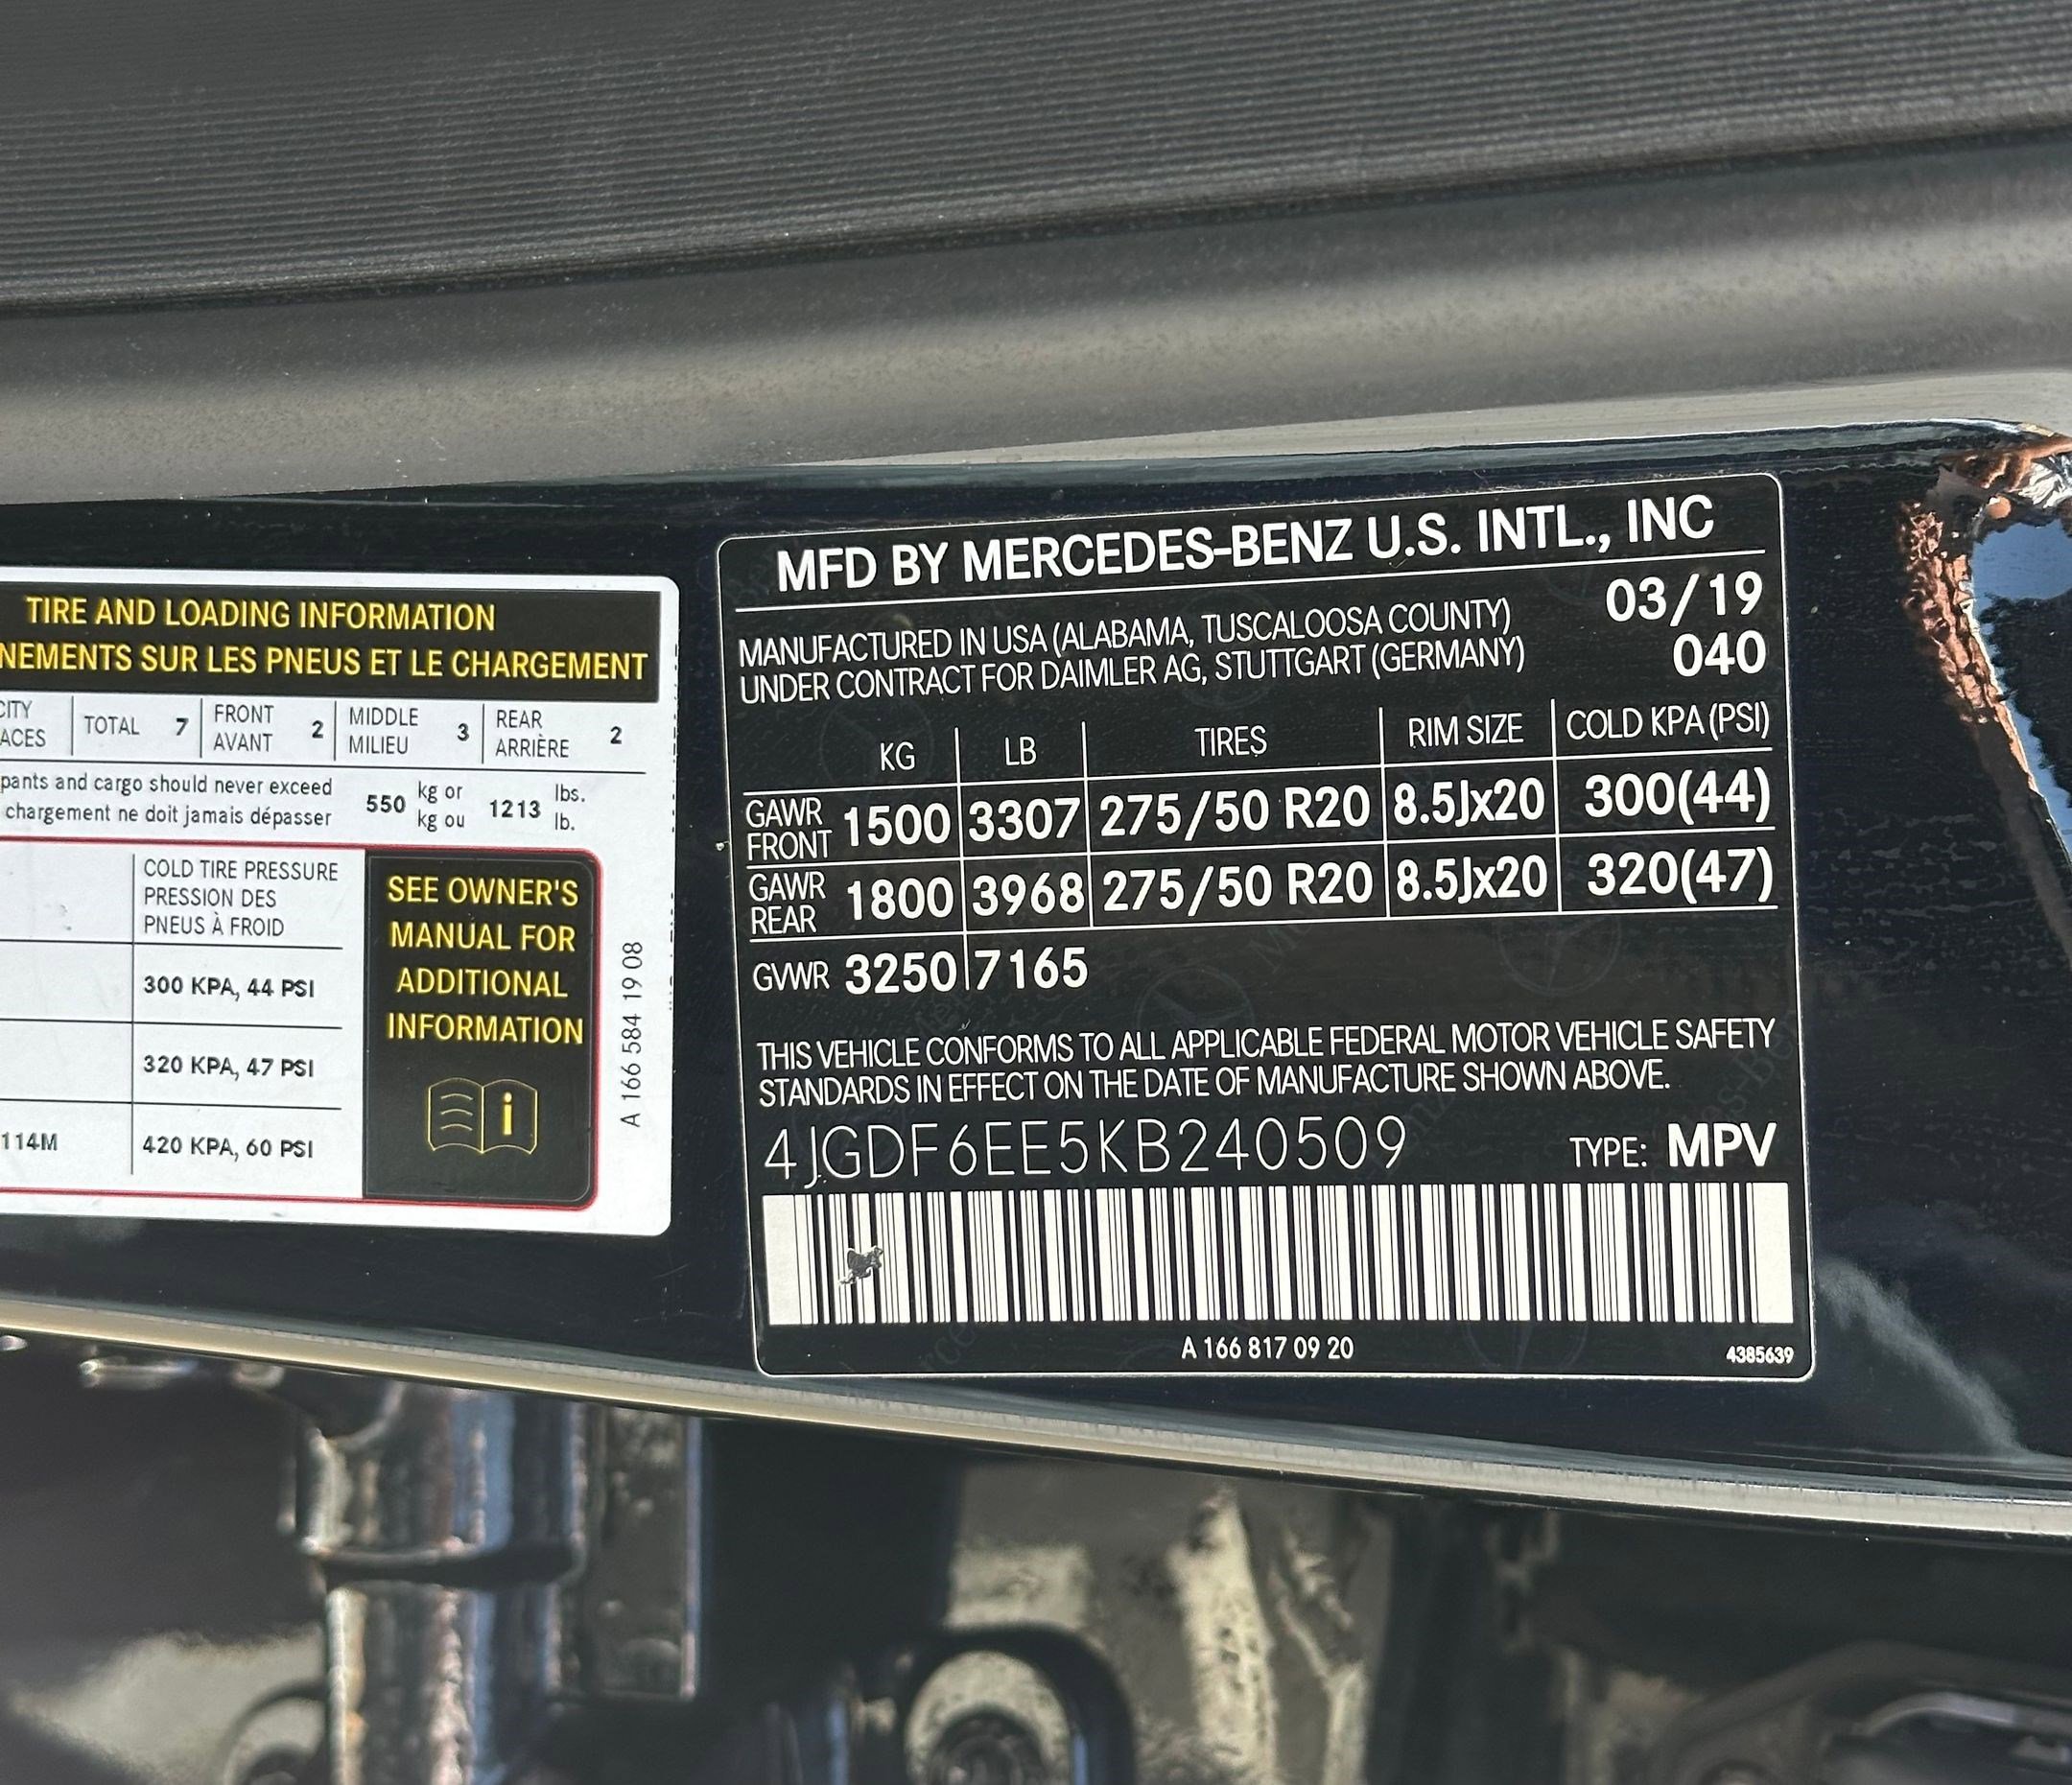 TIRE AND LOADING INFORMATION
NEMENTS SUR LES PNEUS ET LE CHARGEMENT
CITY
ACES
TOTAL 7
FRONT
AVANT
2
MIDDLE
MILIEU
3
REAR
ARRIÈRE
2
pants and cargo should never exceed
chargement ne doit jamais dépasser
550
kg or
kg ou
1213
lbs.
lb.
COLD TIRE PRESSURE
PRESSION DES
PNEUS À FROID
300 KPA, 44 PSI
320 KPA, 47 PSI
114M 420 KPA, 60 PSI
SEE OWNER'S
MANUAL FOR
ADDITIONAL
INFORMATION
A 166 584 19 08
MFD BY MERCEDES-BENZ U.S. INTL., INC
03/19
040
MANUFACTURED IN USA (ALABAMA, TUSCALOOSA COUNTY)
UNDER CONTRACT FOR DAIMLER AG, STUTTGART (GERMANY)
KG LB TIRES RIM SIZE COLD KPA (PSI)
GAWR
FRONT
1500 3307 275/50 R20 8.5Jx20 300(44)
GAWR
REAR
1800 3968 275/50 R20 8.5Jx20 320(47)
GVWR 3250 7165
THIS VEHICLE CONFORMS TO ALL APPLICABLE FEDERAL MOTOR VEHICLE SAFETY
STANDARDS IN EFFECT ON THE DATE OF MANUFACTURE SHOWN ABOVE.
4JGDF6EE5KB240509 TYPE: MPV
A 166 817 09 20 4385639